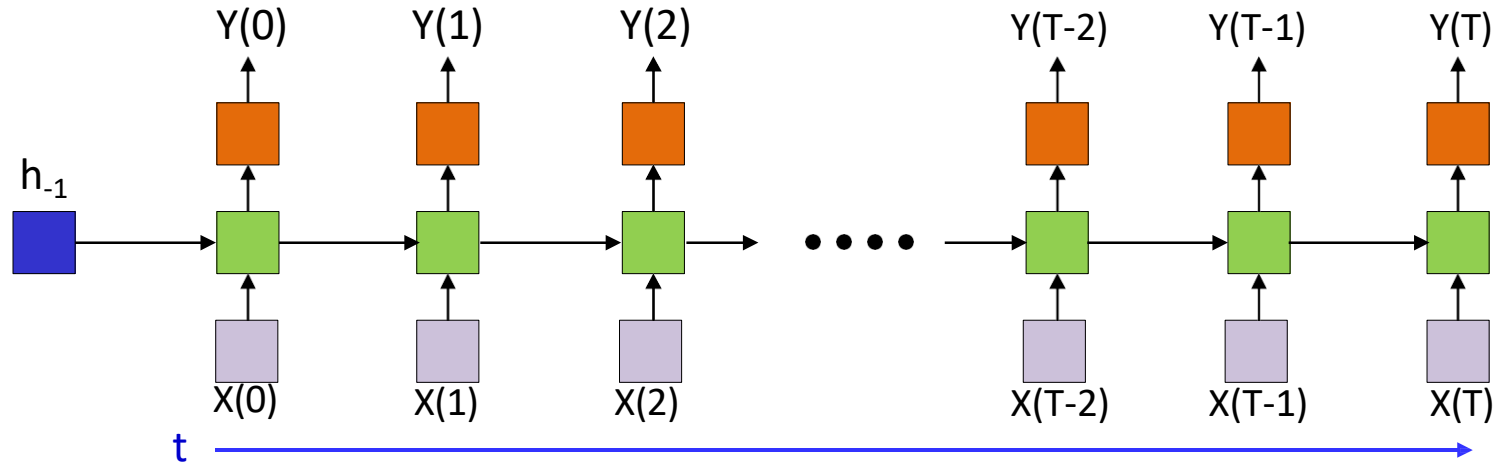 Y(0) Y(1) Y(2) Y(T-2) Y(T-1) Y(T)
h-1
X(0) X(1) X(2) X(T-2) X(T-1) X(T)
t